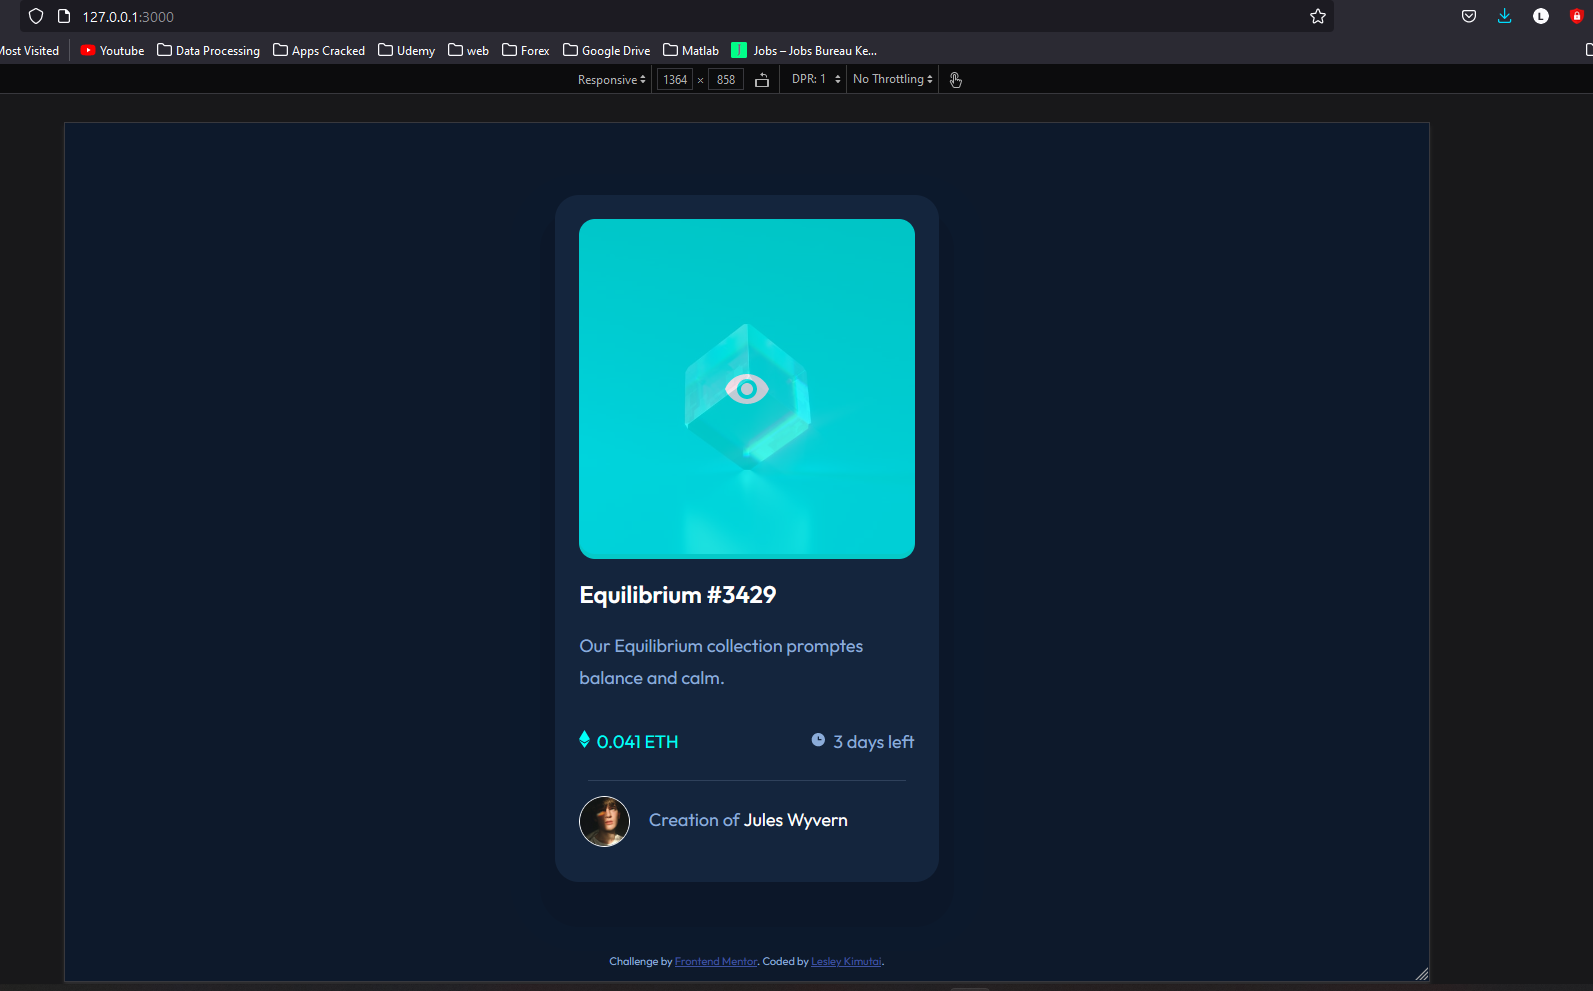 127.0.0.1:3000
Most Visited Youtube Data Processing Apps Cracked Udemy web Forex Google Drive Matlab Jobs – Jobs Bureau Ke...
Responsive 1364 × 858 DPR: 1 No Throttling
Equilibrium #3429
Our Equilibrium collection promptes
balance and calm.
0.041 ETH 3 days left
Creation of Jules Wyvern
Challenge by Frontend Mentor. Coded by Lesley Kimutai.